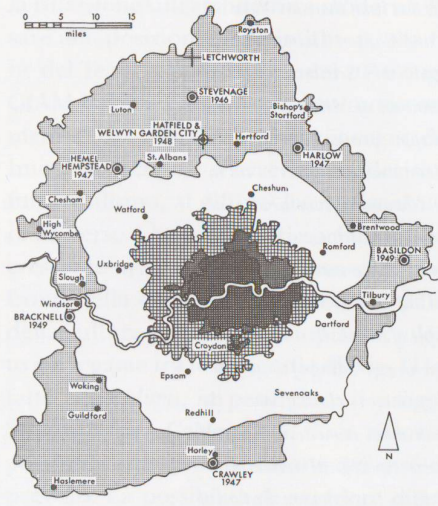 0 5 10 15
miles
Royston
LETCHWORTH
STEVENAGE
1946
Luton
Bishop's
Stortford
HATFIELD &
WELWYN GARDEN CITY
1948
Hertford
HEMEL
HEMPSTEAD
1947
St. Albans
HARLOW
1947
Chesham
Cheshunt
Watford
High
Wycombe
Brentwood
Romford
BASILDON
1949
Uxbridge
Slough
Tilbury
Windsor
BRACKNELL
1949
Dartford
Croydon
Epsom
Woking
Sevenoaks
Guildford
Redhill
Horley
N
CRAWLEY
1947
Haslemere